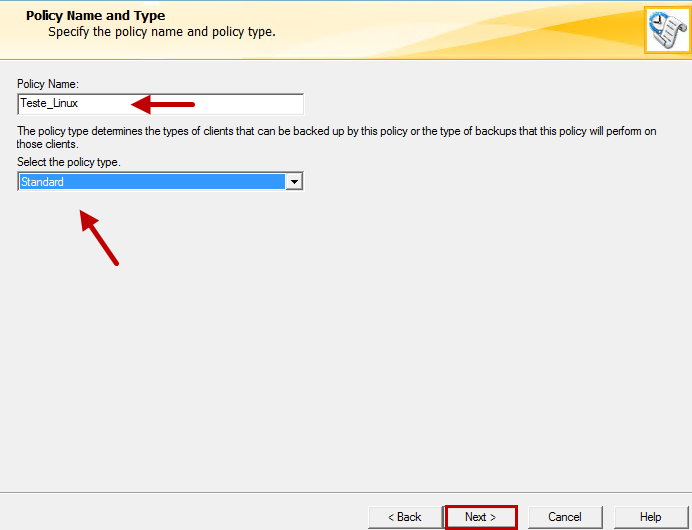 Policy Name and Type
Specify the policy name and policy type.
Policy Name:
Teste_Linux
The policy type determines the types of clients that can be backed up by this policy or the type of backups that this policy will perform on
those clients.
Select the policy type.
Standard
< Back
Next >
Cancel
Help